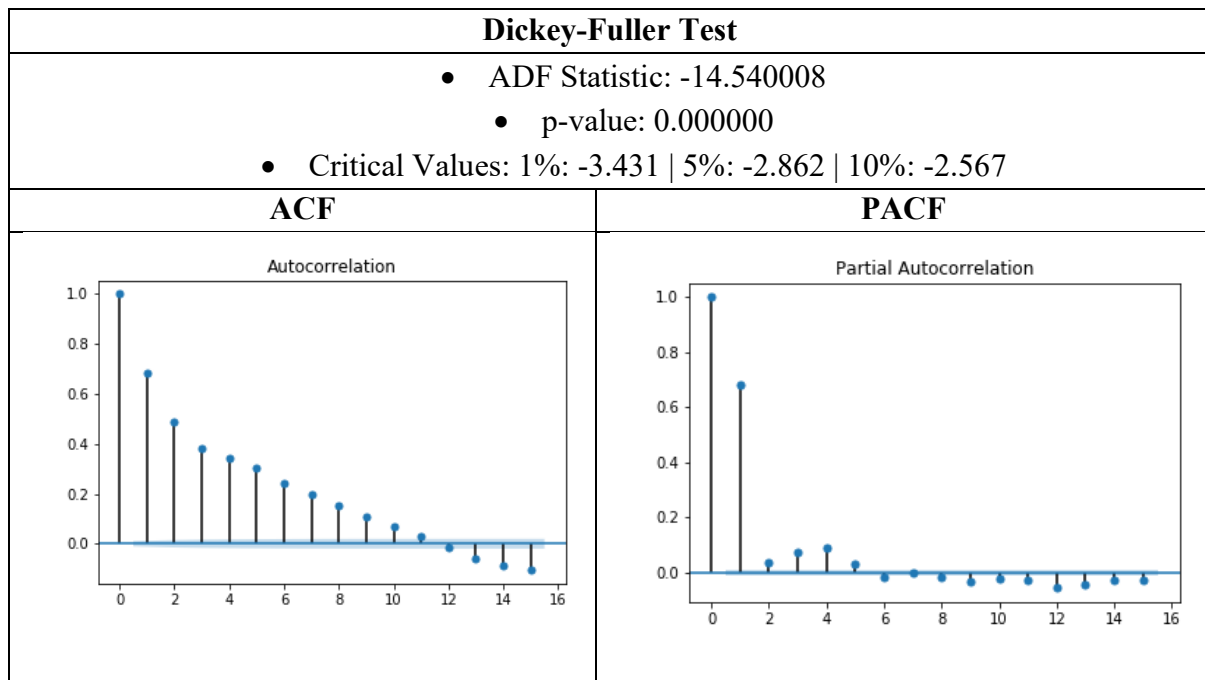 Dickey-Fuller Test
• ADF Statistic: -14.540008
• p-value: 0.000000
• Critical Values: 1%: -3.431 | 5%: -2.862 | 10%: -2.567
ACF
PACF
Autocorrelation
1.0
0.8
0.6
0.4
0.2
0.0
0 2 4 6 8 10 12 14 16
Partial Autocorrelation
1.0
0.8
0.6
0.4
0.2
0.0
0 2 4 6 8 10 12 14 16